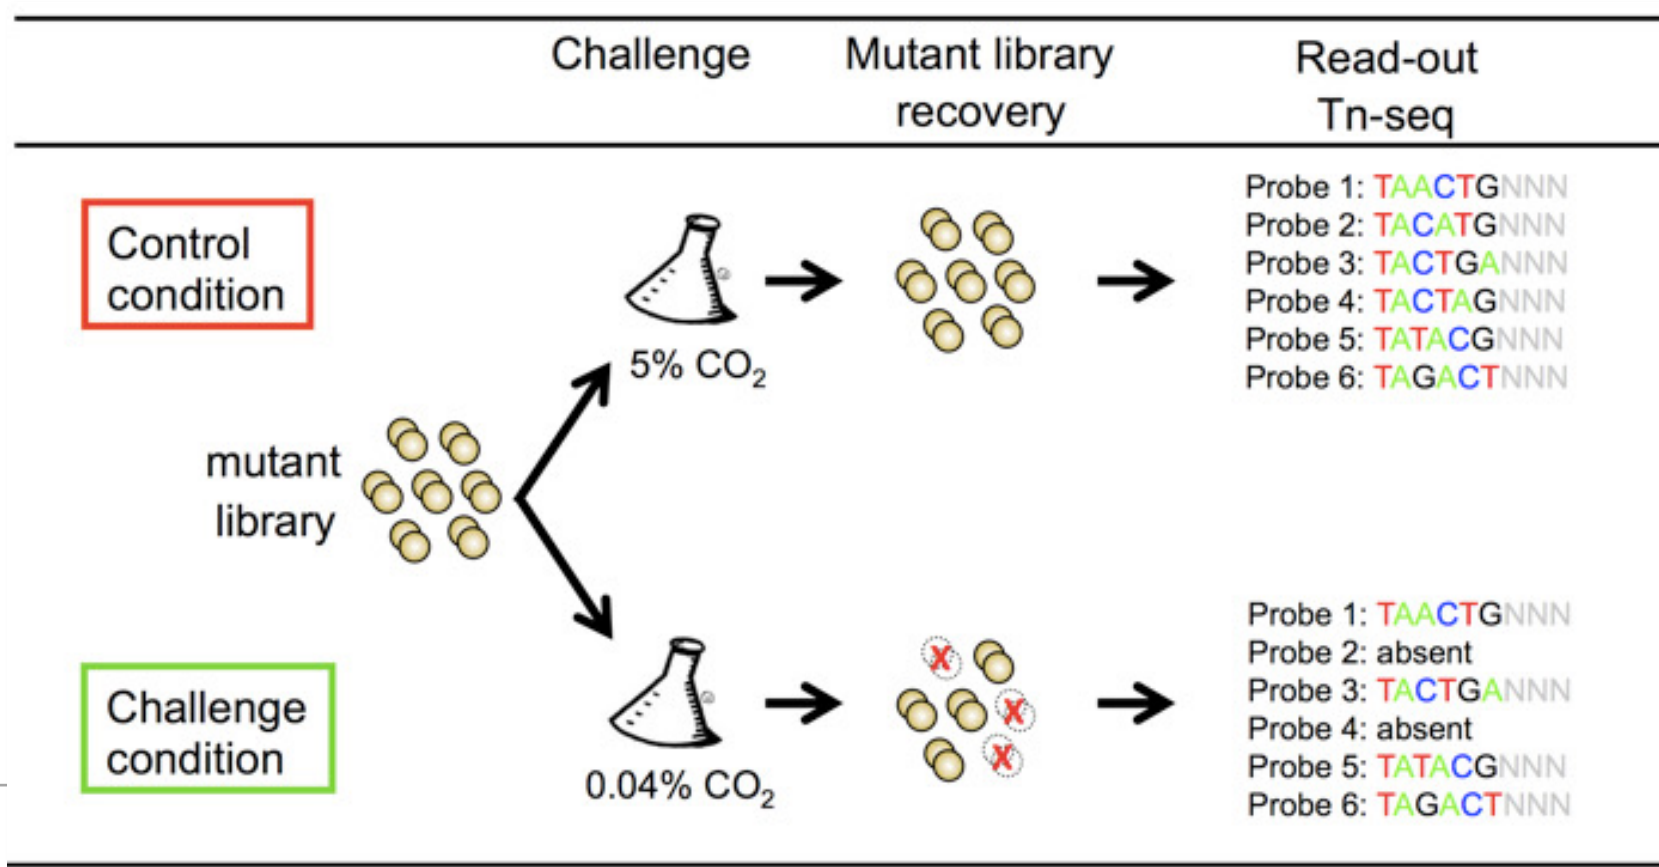 Challenge
Mutant library
recovery
Read-out
Tn-seq
Control
condition
5% CO₂
Probe 1: TAACTGNNN
Probe 2: TACATGNNN
Probe 3: TACTGANNN
Probe 4: TACTAGNNN
Probe 5: TATACGNNN
Probe 6: TAGACTNNN
mutant
library
Challenge
condition
0.04% CO₂
X
X
X
Probe 1: TAACTGNNN
Probe 2: absent
Probe 3: TACTGANNN
Probe 4: absent
Probe 5: TATACGNNN
Probe 6: TAGACTNNN